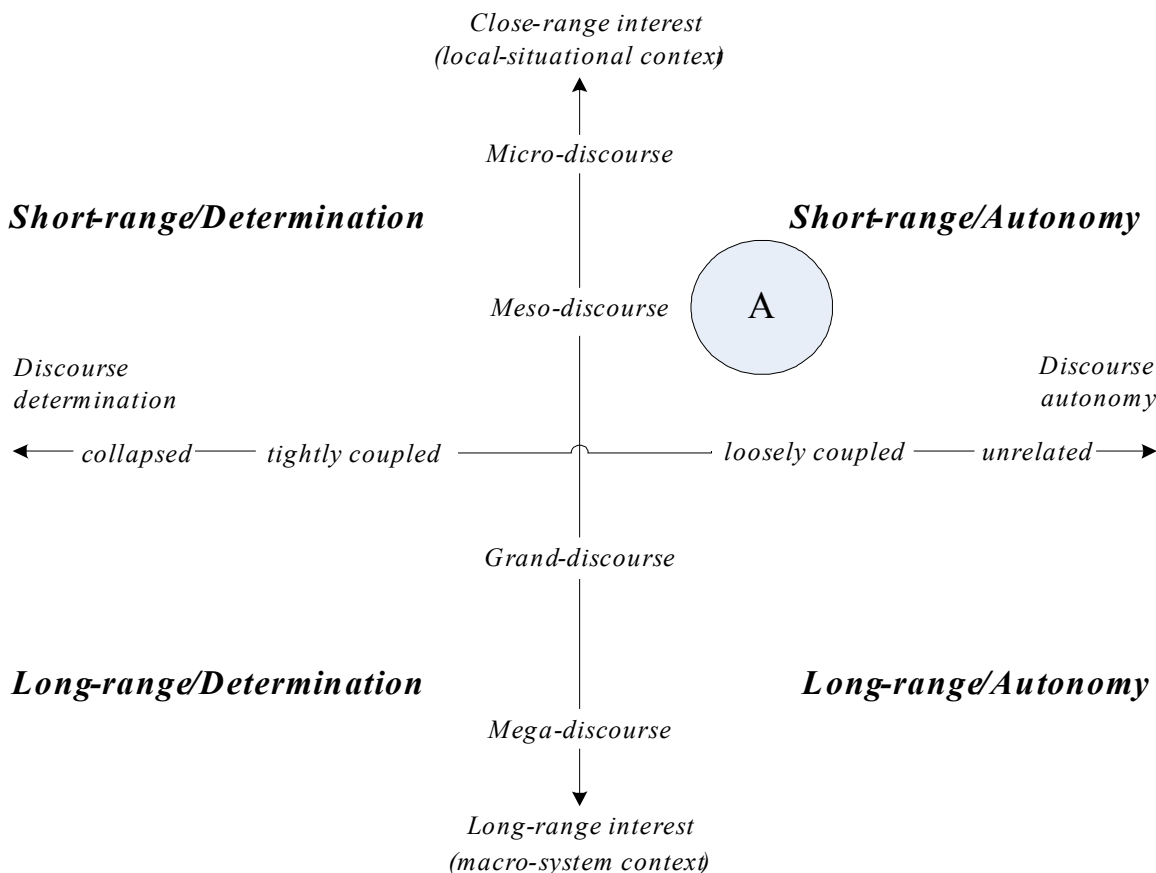 Close-range interest
(local-situational context)
Micro-discourse
Short-range/Determination
Short-range/Autonomy
Meso-discourse
A
Discourse
determination
Discourse
autonomy
collapsed
tightly coupled
loosely coupled
unrelated
Grand-discourse
Long-range/Determination
Long-range/Autonomy
Mega-discourse
Long-range interest
(macro-system context)